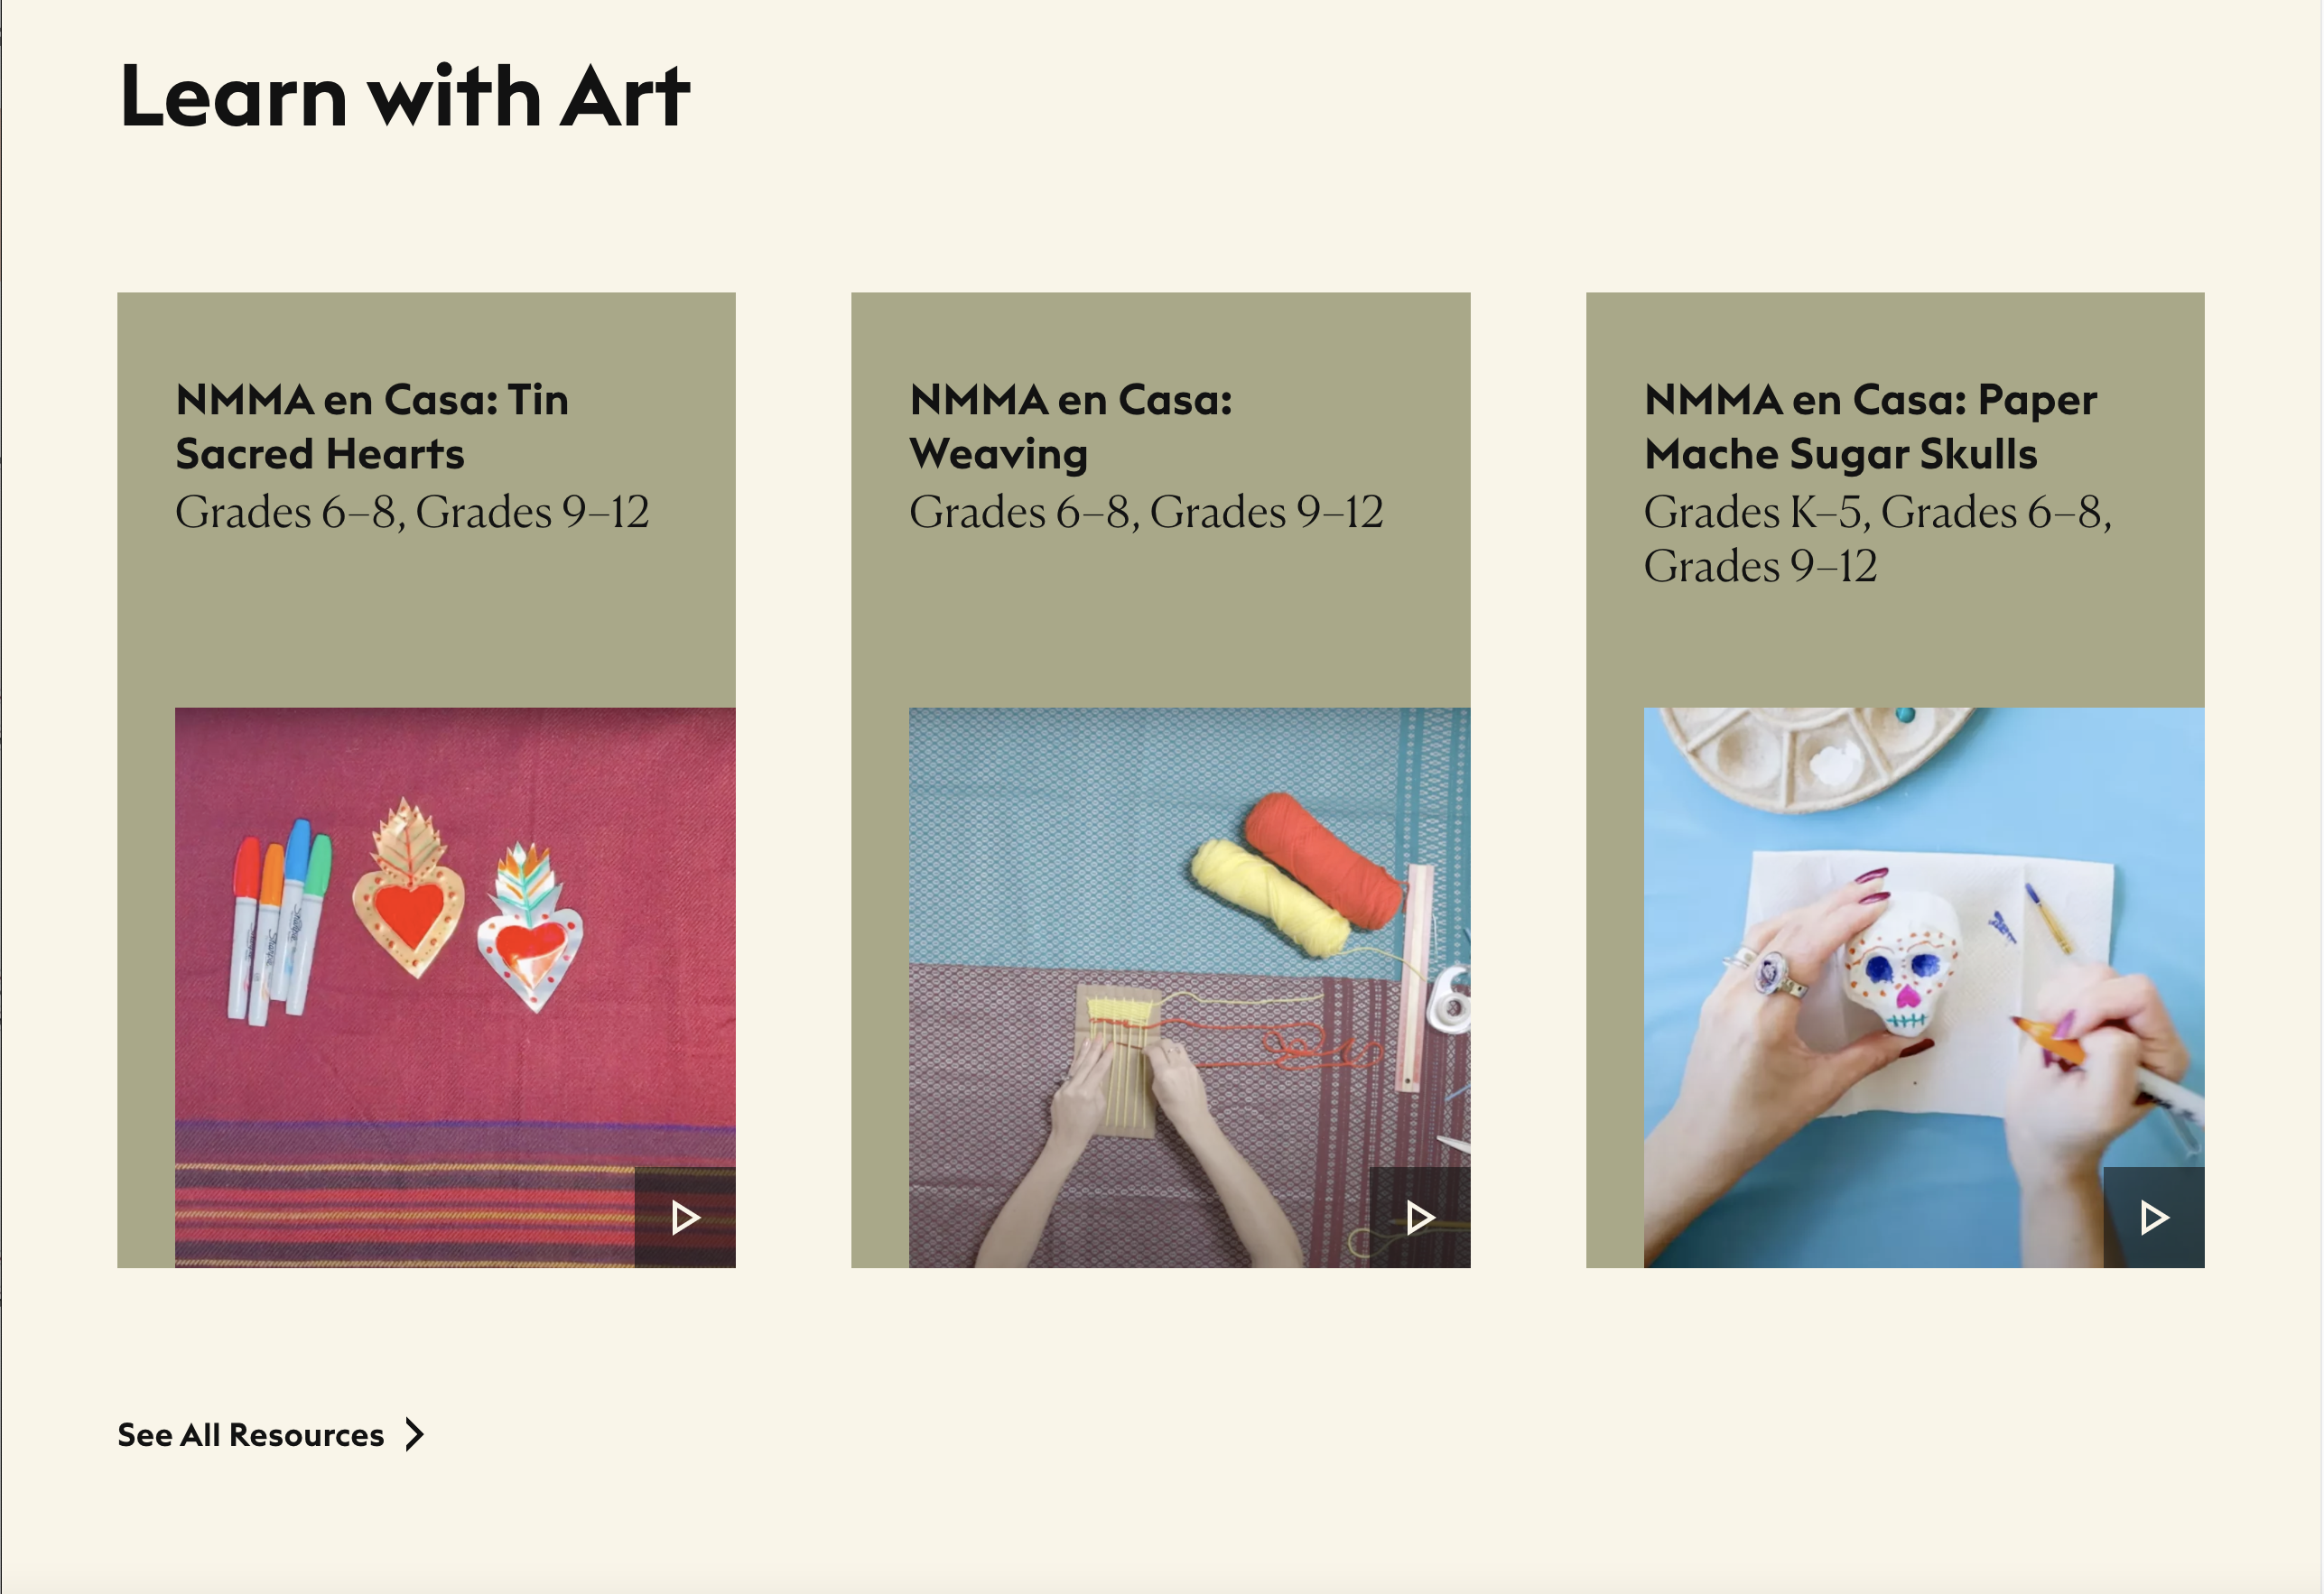 Learn with Art
NMMA en Casa: Tin
Sacred Hearts
Grades 6–8, Grades 9–12
NMMA en Casa:
Weaving
Grades 6–8, Grades 9–12
NMMA en Casa: Paper
Mache Sugar Skulls
Grades K–5, Grades 6–8,
Grades 9–12
See All Resources